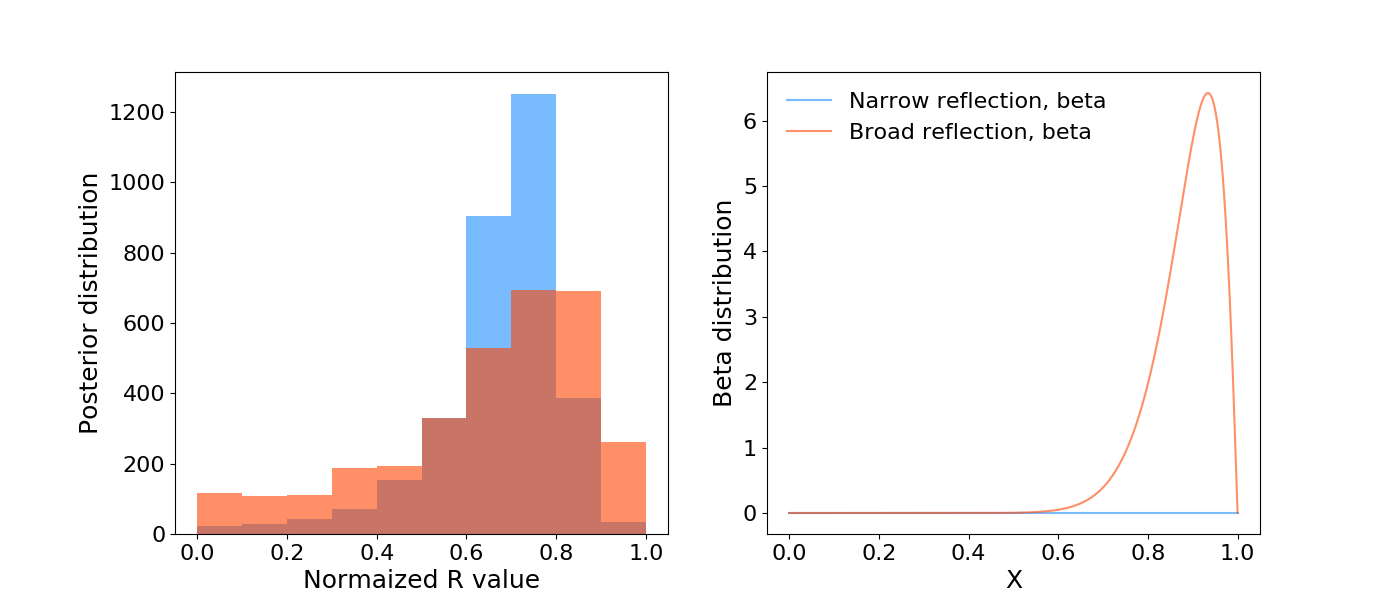 Posterior distribution
1200
1000
800
600
400
200
0
0.0 0.2 0.4 0.6 0.8 1.0
Normaized R value
Beta distribution
6
5
4
3
2
1
0
Narrow reflection, beta
Broad reflection, beta
0.0 0.2 0.4 0.6 0.8 1.0
X